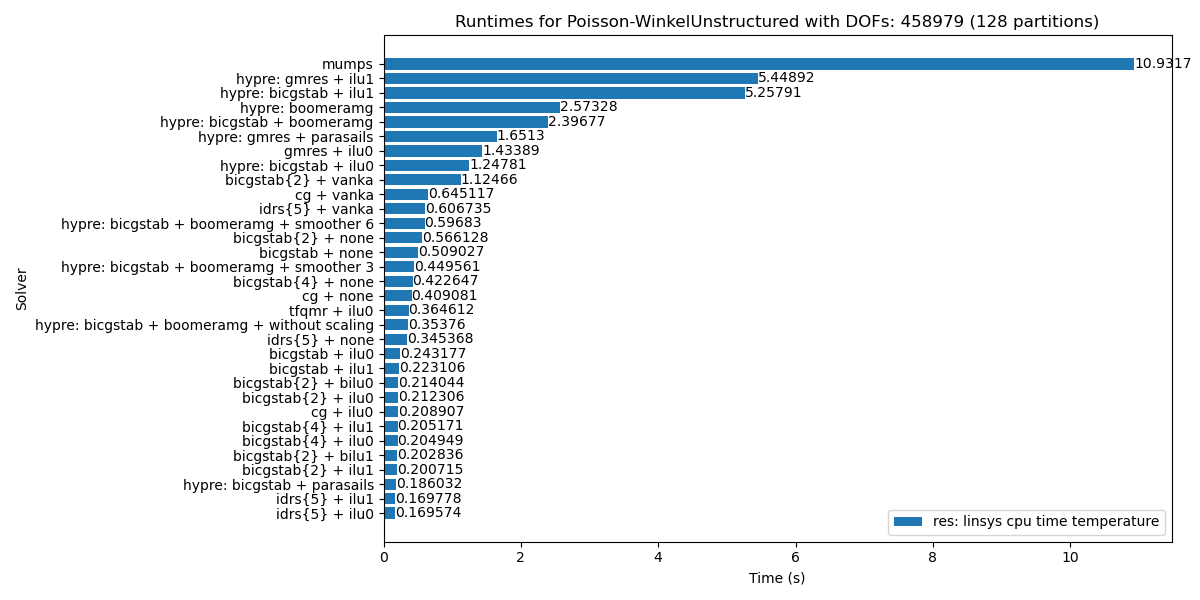 Runtimes for Poisson-WinkelUnstructured with DOFs: 458979 (128 partitions)
Solver
mumps 10.9317
hypre: gmres + ilu1 5.44892
hypre: bicgstab + ilu1 5.25791
hypre: boomeramg 2.57328
hypre: bicgstab + boomeramg 2.39677
hypre: gmres + parasails 1.6513
gmres + ilu0 1.43389
hypre: bicgstab + ilu0 1.24781
bicgstab{2} + vanka 1.12466
cg + vanka 0.645117
idrs{5} + vanka 0.606735
hypre: bicgstab + boomeramg + smoother 6 0.59683
bicgstab{2} + none 0.566128
bicgstab + none 0.509027
hypre: bicgstab + boomeramg + smoother 3 0.449561
bicgstab{4} + none 0.422647
cg + none 0.409081
tfqmr + ilu0 0.364612
hypre: bicgstab + boomeramg + without scaling 0.35376
idrs{5} + none 0.345368
bicgstab + ilu0 0.243177
bicgstab + ilu1 0.223106
bicgstab{2} + bilu0 0.214044
bicgstab{2} + ilu0 0.212306
cg + ilu0 0.208907
bicgstab{4} + ilu1 0.205171
bicgstab{4} + ilu0 0.204949
bicgstab{2} + bilu1 0.202836
bicgstab{2} + ilu1 0.200715
hypre: bicgstab + parasails 0.186032
idrs{5} + ilu1 0.169778
idrs{5} + ilu0 0.169574
res: linsys cpu time temperature
0 2 4 6 8 10
Time (s)